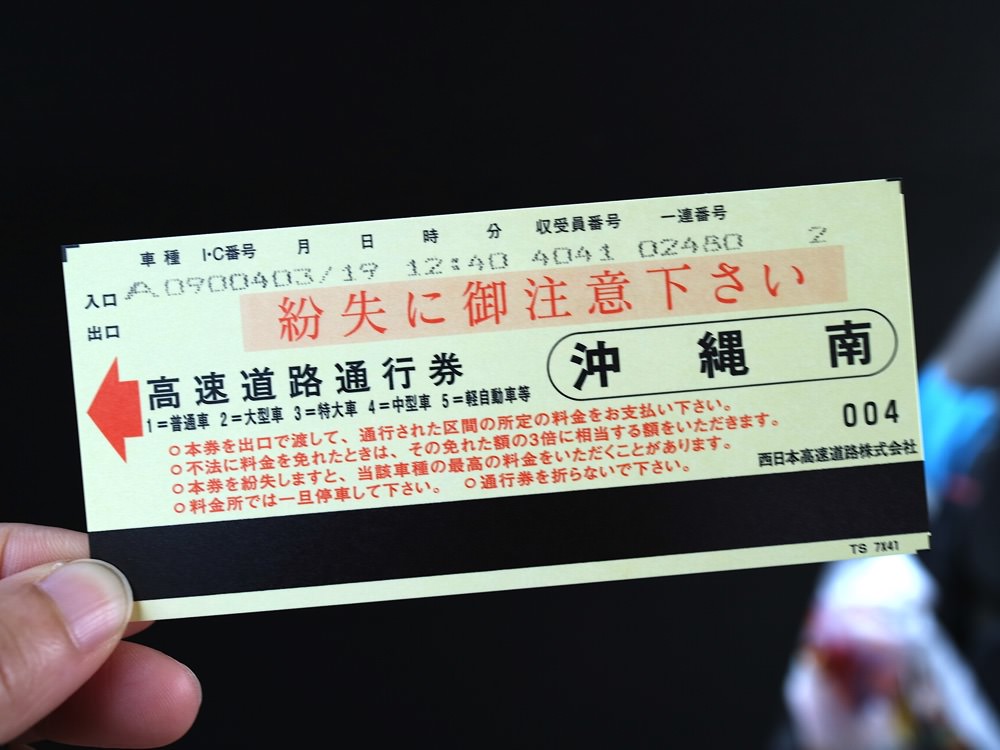 車種 I・C番号 月 日 時 分 収受員番号 一連番号
入口 A0900403/19 12:40 4041 02480 2
出口
紛失に御注意下さい
高速道路通行券
沖縄南
1=普通車 2=大型車 3=特大車 4=中型車 5=軽自動車等
004
○本券を出口で渡して、通行された区間の所定の料金をお支払い下さい。
○不法に料金を免れたときは、その免れた額の3倍に相当する額をいただきます。
○本券を紛失しますと、当該車種の最高の料金をいただくことがあります。
○料金所では一旦停車して下さい。 ○通行券を折らないで下さい。
西日本高速道路株式会社
TS 7X41